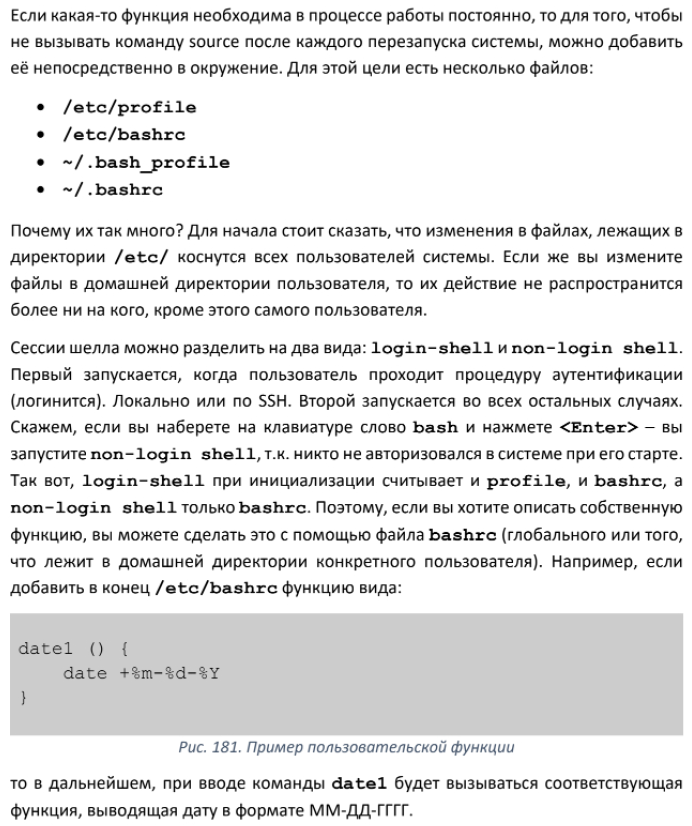 Если какая-то функция необходима в процессе работы постоянно, то для того, чтобы
не вызывать команду source после каждого перезапуска системы, можно добавить
её непосредственно в окружение. Для этой цели есть несколько файлов:
• /etc/profile
• /etc/bashrc
• ~/.bash_profile
• ~/.bashrc
Почему их так много? Для начала стоит сказать, что изменения в файлах, лежащих в
директории /etc/ коснутся всех пользователей системы. Если же вы измените
файлы в домашней директории пользователя, то их действие не распространится
более ни на кого, кроме этого самого пользователя.
Сессии шелла можно разделить на два вида: login-shell и non-login shell.
Первый запускается, когда пользователь проходит процедуру аутентификации
(логинится). Локально или по SSH. Второй запускается во всех остальных случаях.
Скажем, если вы наберете на клавиатуре слово bash и нажмете <Enter> – вы
запустите non-login shell, т.к. никто не авторизовался в системе при его старте.
Так вот, login-shell при инициализации считывает и profile, и bashrc, а
non-login shell только bashrc. Поэтому, если вы хотите описать собственную
функцию, вы можете сделать это с помощью файла bashrc (глобального или того,
что лежит в домашней директории конкретного пользователя). Например, если
добавить в конец /etc/bashrc функцию вида:
date1 () {
    date +%m-%d-%Y
}
Рис. 181. Пример пользовательской функции
то в дальнейшем, при вводе команды date1 будет вызываться соответствующая
функция, выводящая дату в формате ММ-ДД-ГГГГ.